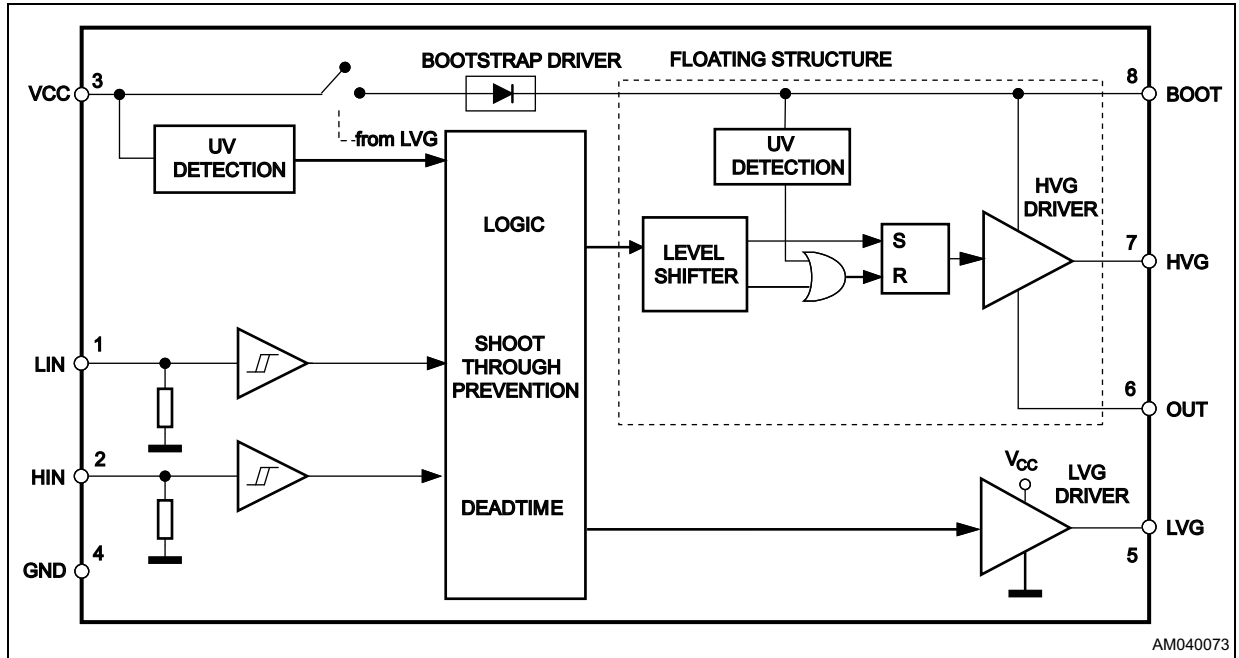 BOOTSTRAP DRIVER
FLOATING STRUCTURE
3
VCC
8
BOOT
from LVG
UV
DETECTION
UV
DETECTION
HVG
DRIVER
LOGIC
LEVEL
SHIFTER
S
R
7
HVG
1
LIN
SHOOT
THROUGH
PREVENTION
6
OUT
2
HIN
VCC
LVG
DRIVER
DEADTIME
LVG
5
4
GND
AM040073